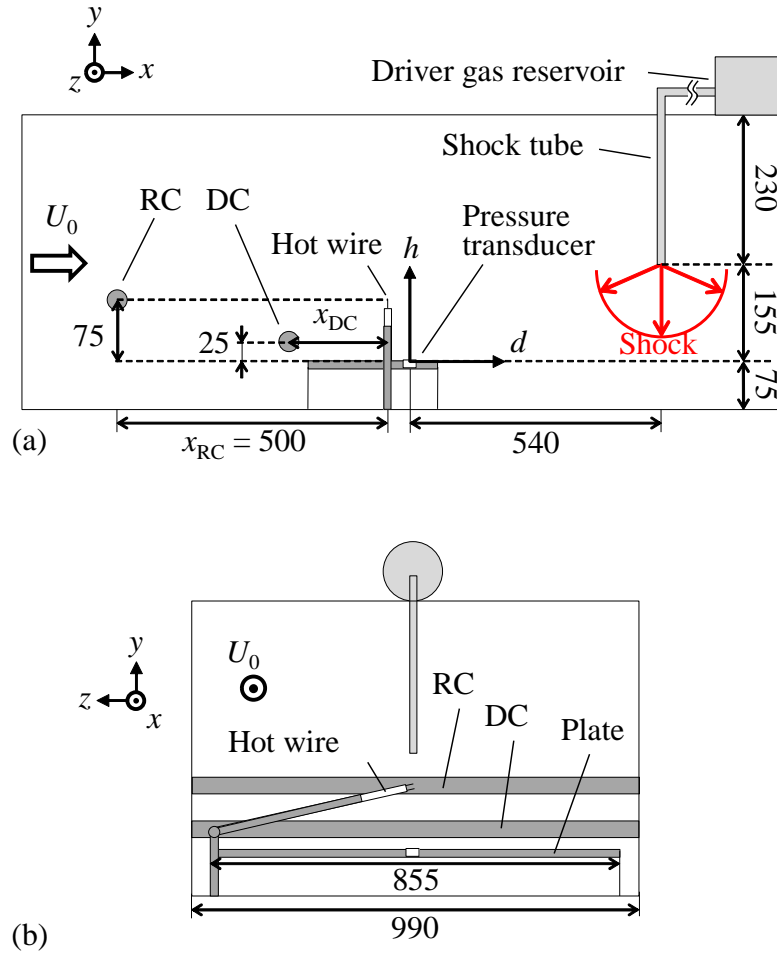 y
z
x
Driver gas reservoir
Shock tube
230
U0
RC
DC
Hot wire
h
Pressure
transducer
75
25
xDC
d
Shock
155
75
(a)
xRC = 500
540
y
z
x
U0
RC
DC
Plate
Hot wire
855
990
(b)